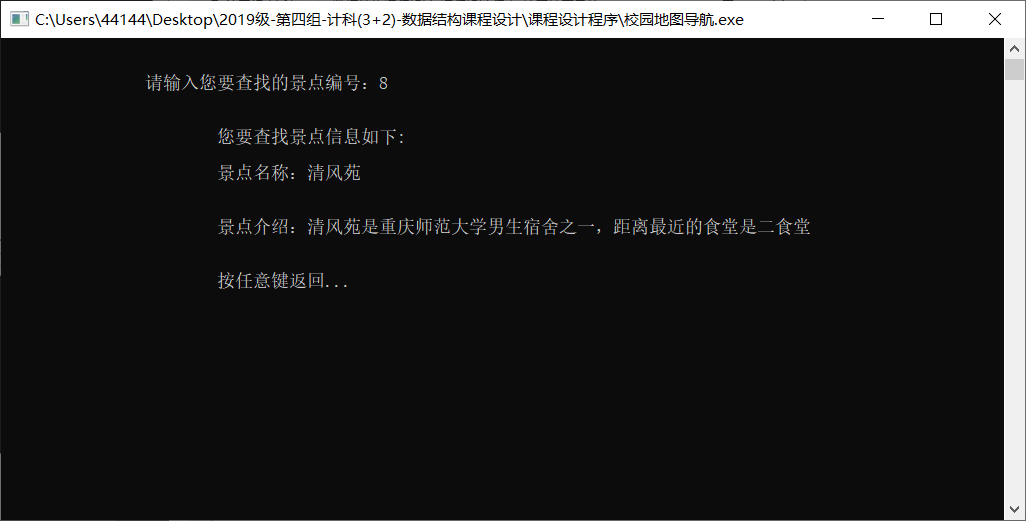 C:\Users\44144\Desktop\2019级-第四组-计科(3+2)-数据结构课程设计\课程设计程序\校园地图导航.exe
请输入您要查找的景点编号：8
您要查找景点信息如下:
景点名称：清风苑
景点介绍：清风苑是重庆师范大学男生宿舍之一，距离最近的食堂是二食堂
按任意键返回...